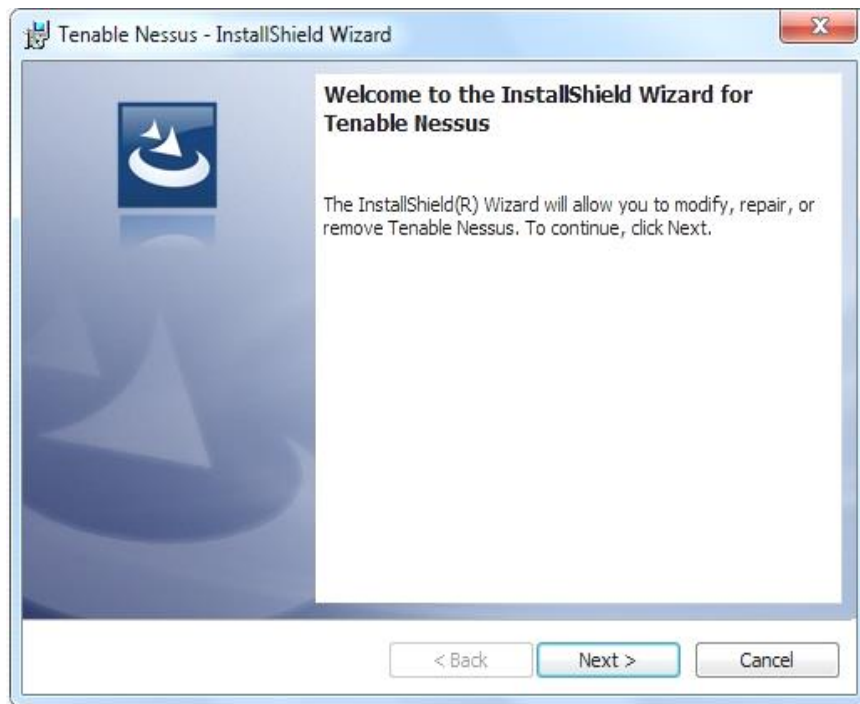 Tenable Nessus - InstallShield Wizard
Welcome to the InstallShield Wizard for
Tenable Nessus
The InstallShield(R) Wizard will allow you to modify, repair, or
remove Tenable Nessus. To continue, click Next.
< Back
Next >
Cancel